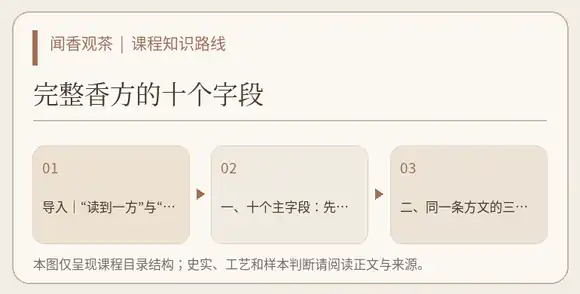 闻香观茶｜课程知识路线
完整香方的十个字段
01
导入｜“读到一方”与“…
02
一、十个主字段：先…
03
二、同一条方文的三…
本图仅呈现课程目录结构；史实、工艺和样本判断请阅读正文与来源。